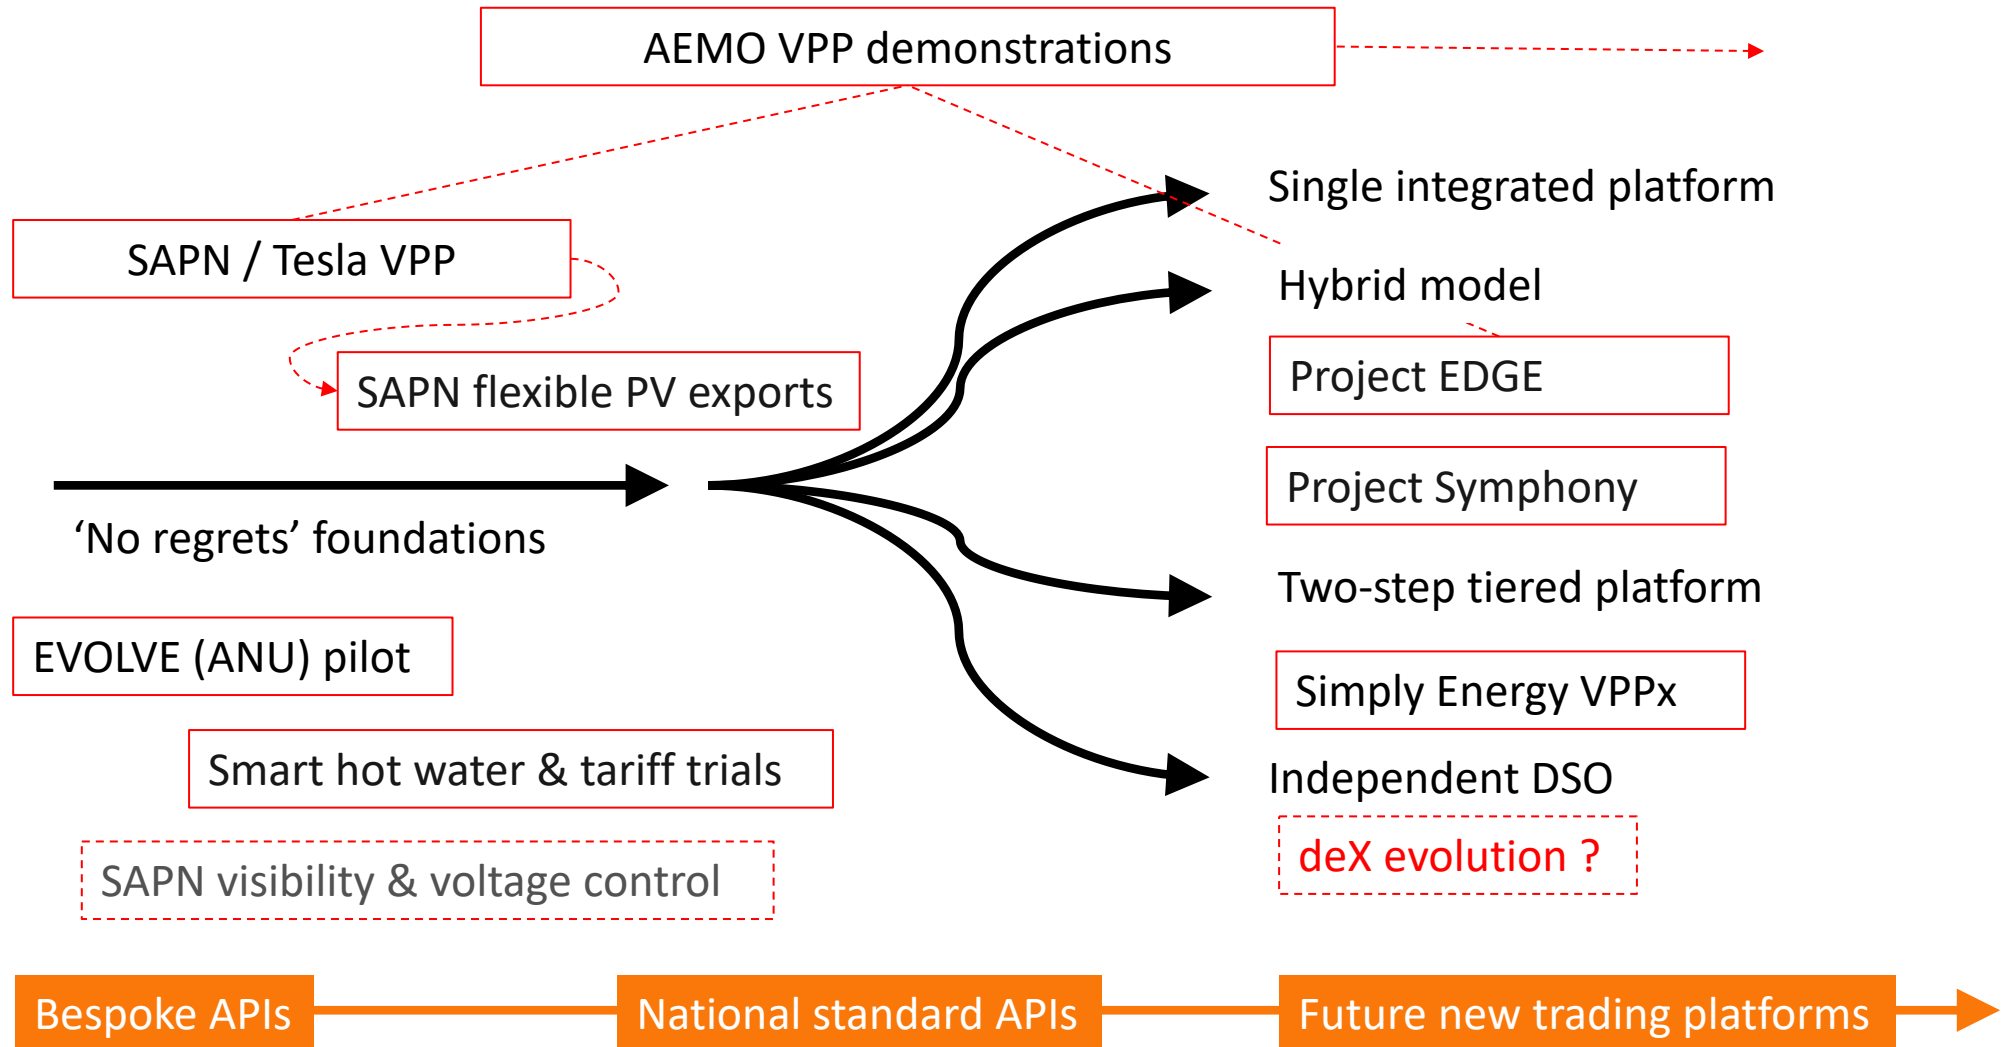 AEMO VPP demonstrations
Single integrated platform
SAPN / Tesla VPP
Hybrid model
SAPN flexible PV exports
Project EDGE
Project Symphony
‘No regrets’ foundations
Two-step tiered platform
EVOLVE (ANU) pilot
Simply Energy VPPx
Smart hot water & tariff trials
Independent DSO
SAPN visibility & voltage control
deX evolution ?
Bespoke APIs
National standard APIs
Future new trading platforms